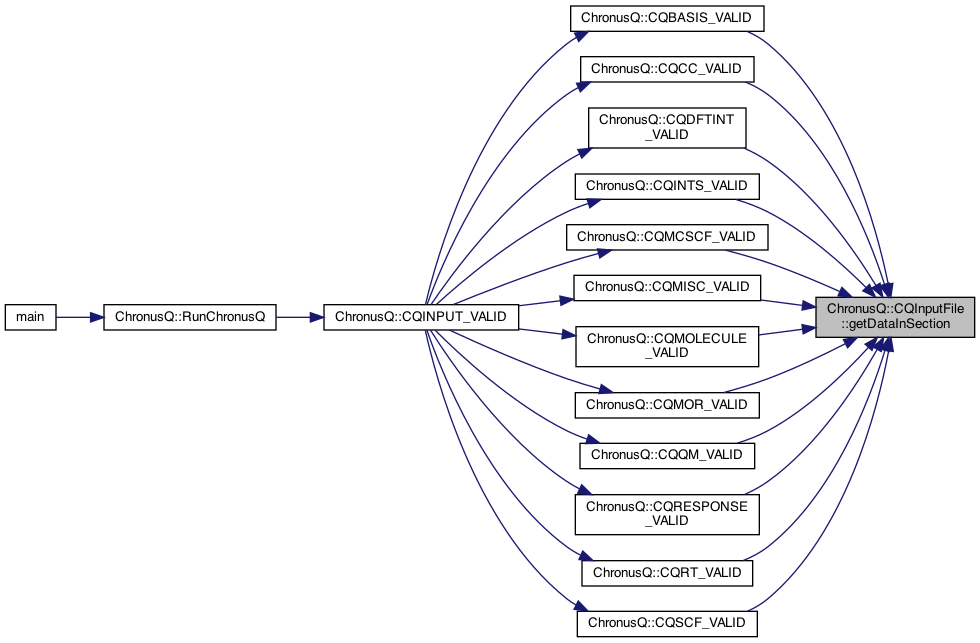 ChronusQ::CQBASIS_VALID
ChronusQ::CQCC_VALID
ChronusQ::CQDFTINT
_VALID
ChronusQ::CQINTS_VALID
ChronusQ::CQMCSCF_VALID
ChronusQ::CQMISC_VALID
main
ChronusQ::RunChronusQ
ChronusQ::CQINPUT_VALID
ChronusQ::CQInputFile
::getDataInSection
ChronusQ::CQMOLECULE
_VALID
ChronusQ::CQMOR_VALID
ChronusQ::CQQM_VALID
ChronusQ::CQRESPONSE
_VALID
ChronusQ::CQRT_VALID
ChronusQ::CQSCF_VALID